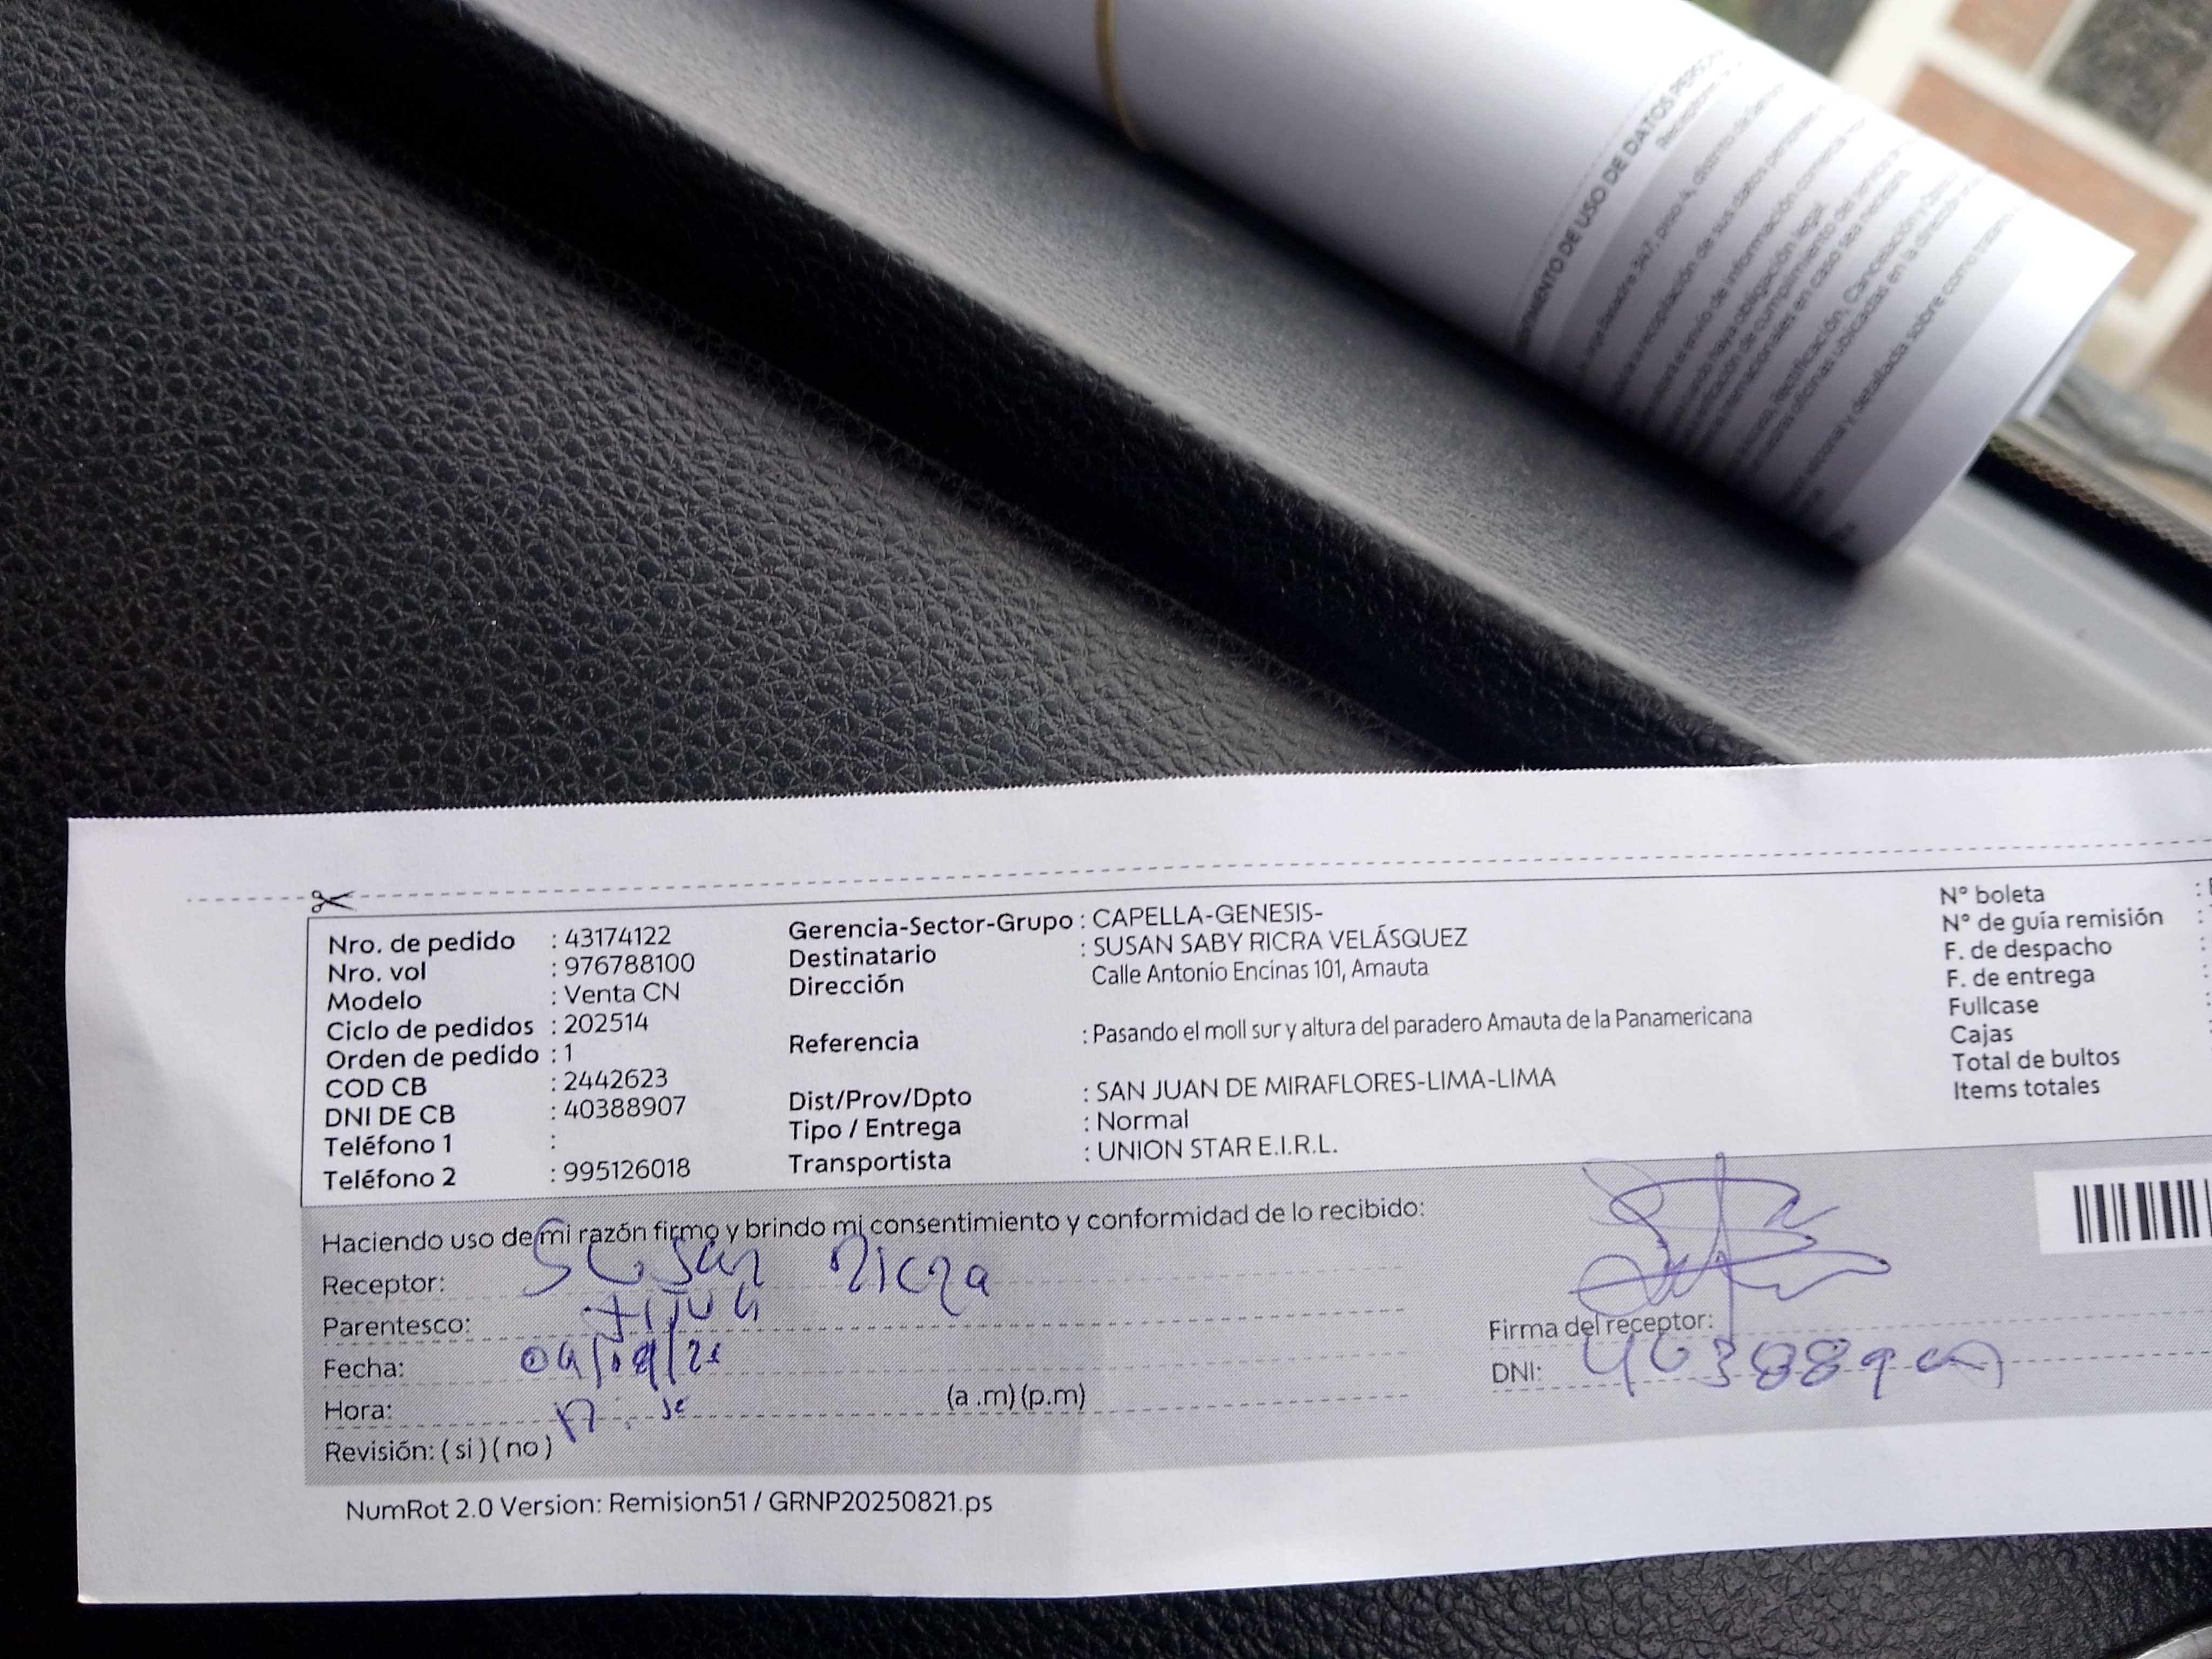 MIENTO DE USO DE DATOS PERSO
Nro. de pedido : 43174122
Nro. vol : 976788100
Modelo : Venta CN
Ciclo de pedidos : 202514
Orden de pedido : 1
COD CB : 2442623
DNI DE CB : 40388907
Teléfono 1 :
Teléfono 2 : 995126018
Gerencia-Sector-Grupo : CAPELLA-GENESIS-
Destinatario : SUSAN SABY RICRA VELÁSQUEZ
Dirección Calle Antonio Encinas 101, Amauta
Referencia : Pasando el moll sur y altura del paradero Amauta de la Panamericana
Dist/Prov/Dpto : SAN JUAN DE MIRAFLORES-LIMA-LIMA
Tipo / Entrega : Normal
Transportista : UNION STAR E.I.R.L.
N° boleta :
N° de guía remisión :
F. de despacho :
F. de entrega :
Fullcase :
Cajas :
Total de bultos :
Items totales :
Haciendo uso de mi razón firmo y brindo mi consentimiento y conformidad de lo recibido:
Receptor: Susan Ricra
Parentesco:
Fecha:
Hora: (a .m) (p.m)
Revisión: ( si ) ( no )
Firma del receptor:
DNI:
NumRot 2.0 Version: Remision51 / GRNP20250821.ps